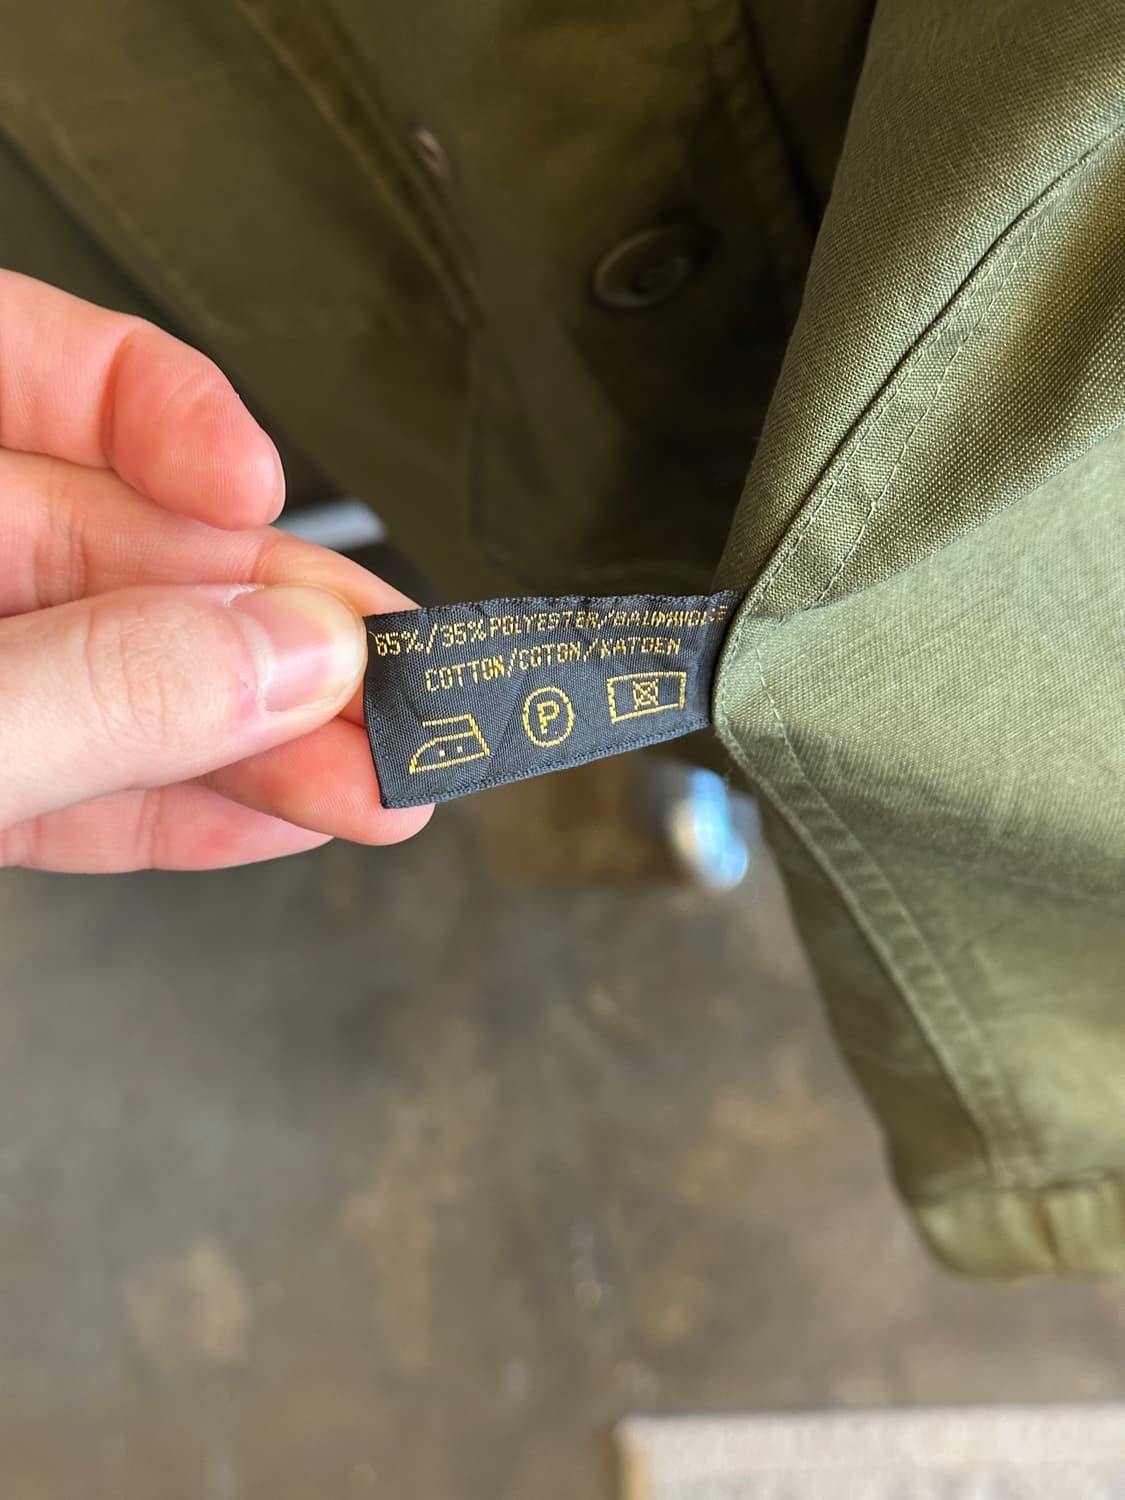 65%/35% POLYESTER/BAUMWOLLE
COTTON/COTON/KATOEN
P